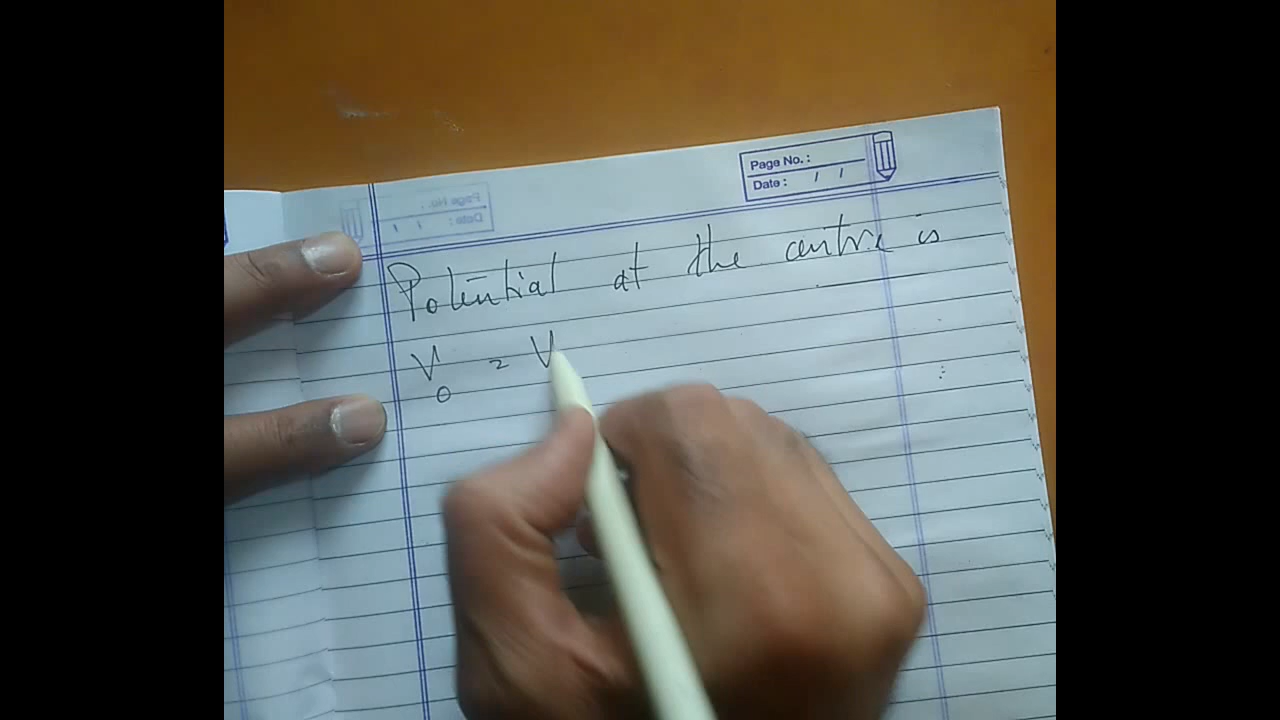 Page No. :
Date : / /
Potential at the centre is
V₀ = V